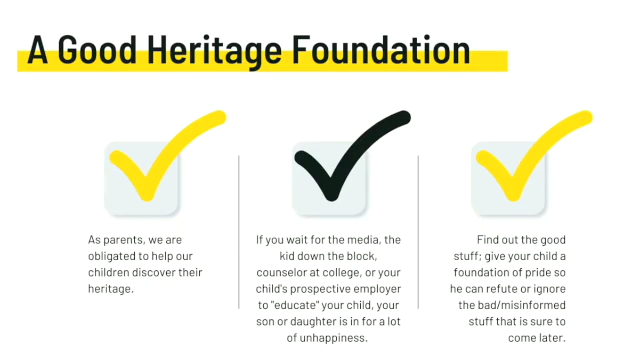 A Good Heritage Foundation
As parents, we are
obligated to help our
children discover their
heritage.
If you wait for the media, the
kid down the block,
counselor at college, or your
child's prospective employer
to "educate" your child, your
son or daughter is in for a lot
of unhappiness.
Find out the good
stuff; give your child a
foundation of pride so
he can refute or ignore
the bad/misinformed
stuff that is sure to
come later.